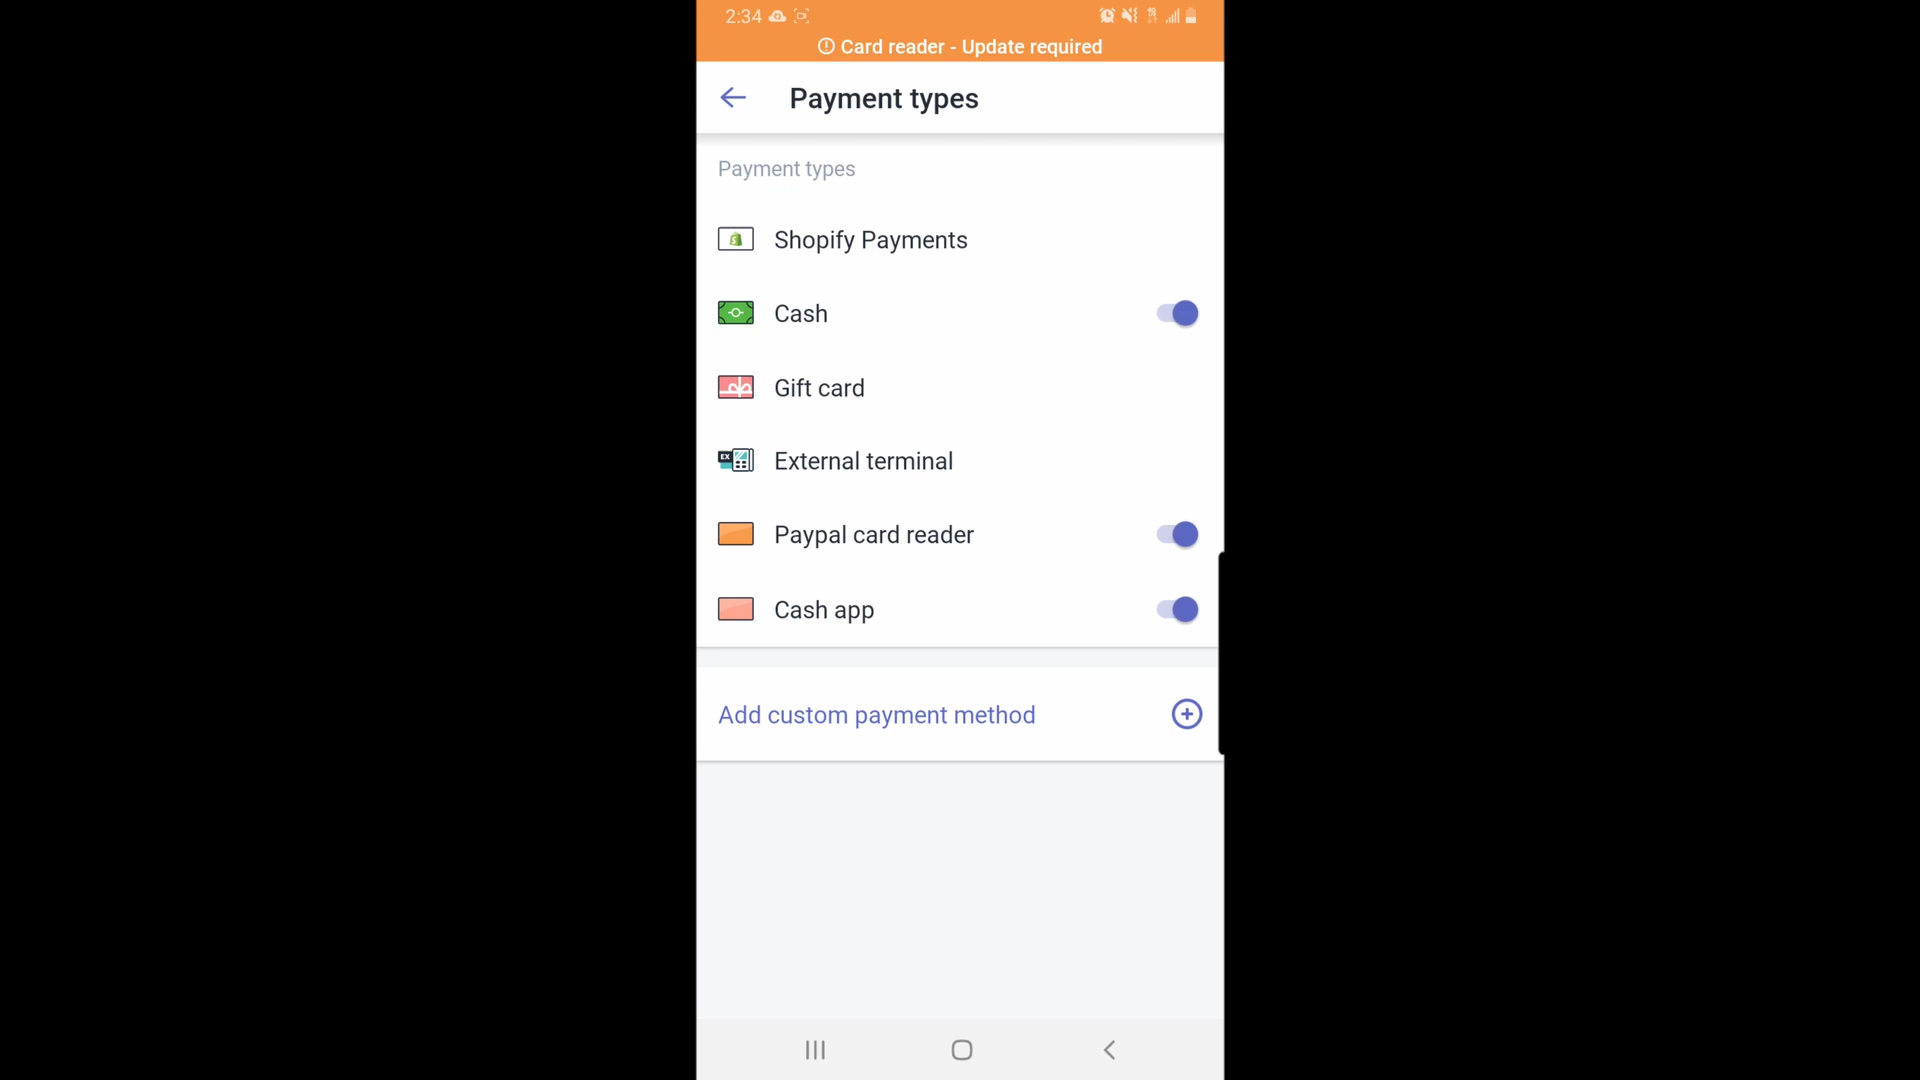 2:34
Card reader - Update required
Payment types
Payment types
Shopify Payments
Cash
Gift card
EX External terminal
Paypal card reader
Cash app
Add custom payment method